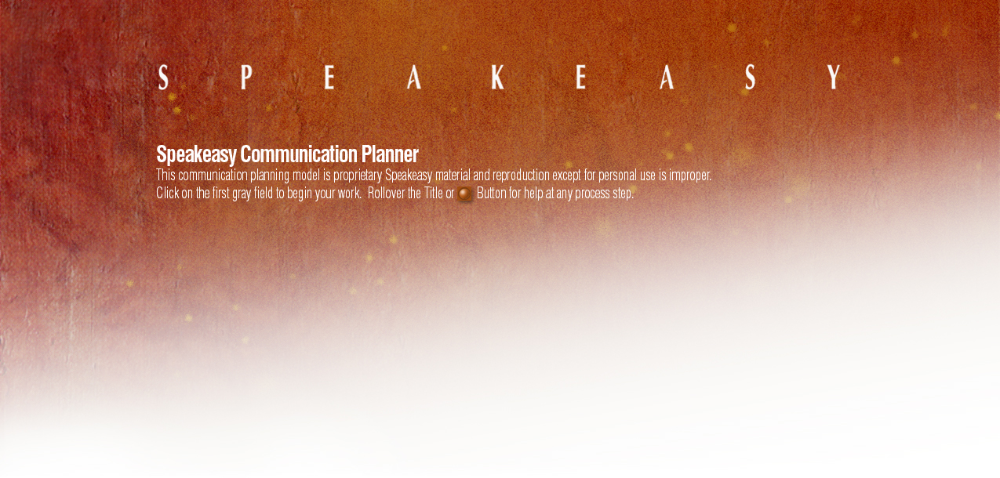 SPEAKEASY
Speakeasy Communication Planner
This communication planning model is proprietary Speakeasy material and reproduction except for personal use is improper.
Click on the first gray field to begin your work. Rollover the Title or Button for help at any process step.